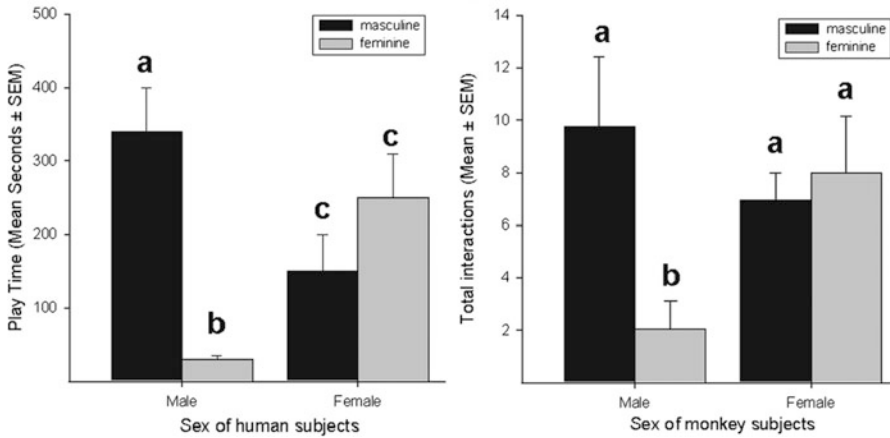 500
400
300
200
100
Play Time (Mean Seconds ± SEM)
masculine
feminine
a
b
c
c
Male
Female
Sex of human subjects
14
12
10
8
6
4
2
Total interactions (Mean ± SEM)
masculine
feminine
a
b
a
a
Male
Female
Sex of monkey subjects